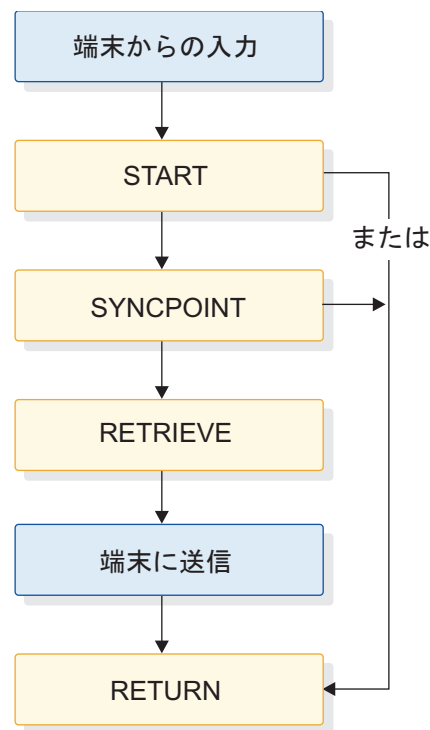 端末からの入力
START
または
SYNCPOINT
RETRIEVE
端末に送信
RETURN